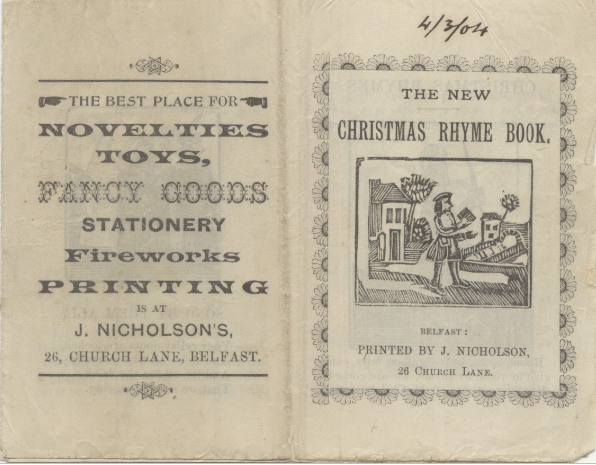 THE BEST PLACE FOR
NOVELTIES
TOYS,
FANCY GOODS
STATIONERY
Fireworks
PRINTING
IS AT
J. NICHOLSON'S,
26, CHURCH LANE, BELFAST.
4/3/04
THE NEW
CHRISTMAS RHYME BOOK.
BELFAST:
PRINTED BY J. NICHOLSON,
26 CHURCH LANE.